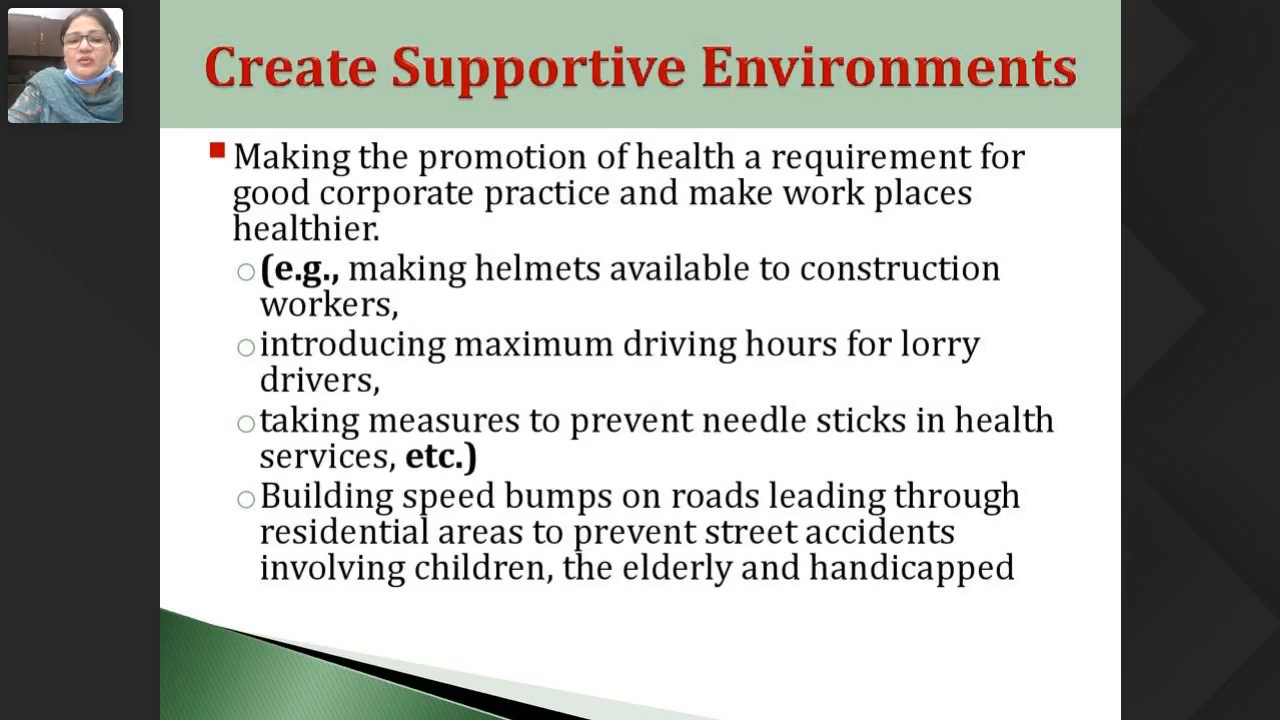 Create Supportive Environments
Making the promotion of health a requirement for
good corporate practice and make work places
healthier.
(e.g., making helmets available to construction
workers,
introducing maximum driving hours for lorry
drivers,
taking measures to prevent needle sticks in health
services, etc.)
Building speed bumps on roads leading through
residential areas to prevent street accidents
involving children, the elderly and handicapped